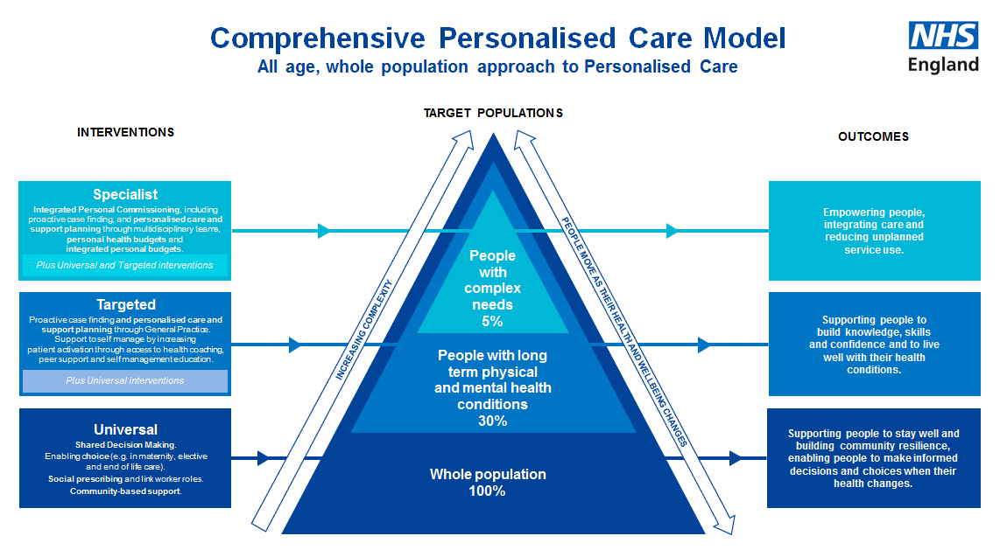 Comprehensive Personalised Care Model
All age, whole population approach to Personalised Care
NHS
England
INTERVENTIONS
TARGET POPULATIONS
OUTCOMES
Specialist
Integrated Personal Commissioning, including
proactive case finding, and personalised care and
support planning through multidisciplinary teams,
personal health budgets and
integrated personal budgets.
Plus Universal and Targeted interventions
Targeted
Proactive case finding and personalised care and
support planning through General Practice.
Support to self manage by increasing
patient activation through access to health coaching,
peer support and self management education.
Plus Universal interventions
Universal
Shared Decision Making.
Enabling choice (e.g. in maternity, elective
and end of life care).
Social prescribing and link worker roles.
Community-based support.
INCREASING COMPLEXITY
People
with
complex
needs
5%
People with long
term physical
and mental health
conditions
30%
Whole population
100%
PEOPLE MOVE AS THEIR HEALTH AND WELLBEING CHANGES
Empowering people,
integrating care and
reducing unplanned
service use.
Supporting people to
build knowledge, skills
and confidence and to live
well with their health
conditions.
Supporting people to stay well and
building community resilience,
enabling people to make informed
decisions and choices when their
health changes.